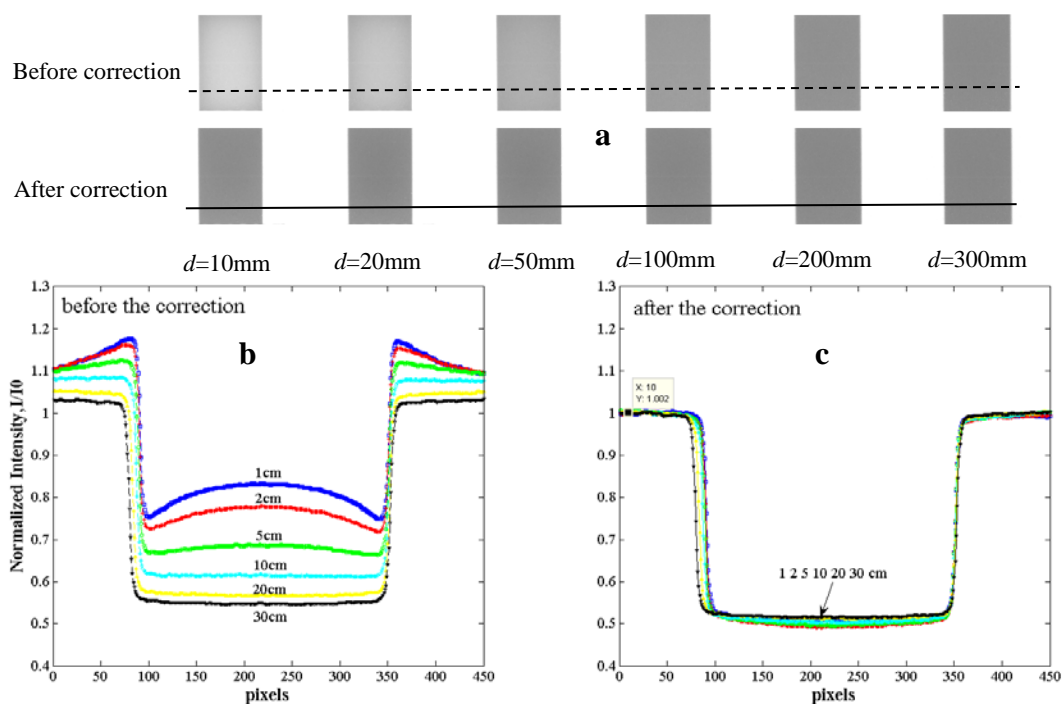 Before correction
a
After correction
d=10mm d=20mm d=50mm d=100mm d=200mm d=300mm
before the correction
b
Normalized Intensity,I/I0
1.3
1.2
1.1
1
0.9
0.8
0.7
0.6
0.5
0.4
1cm
2cm
5cm
10cm
20cm
30cm
0 50 100 150 200 250 300 350 400 450
pixels
after the correction
c
X: 10
Y: 1.002
1.3
1.2
1.1
1
0.9
0.8
0.7
0.6
0.5
0.4
1 2 5 10 20 30 cm
0 50 100 150 200 250 300 350 400 450
pixels